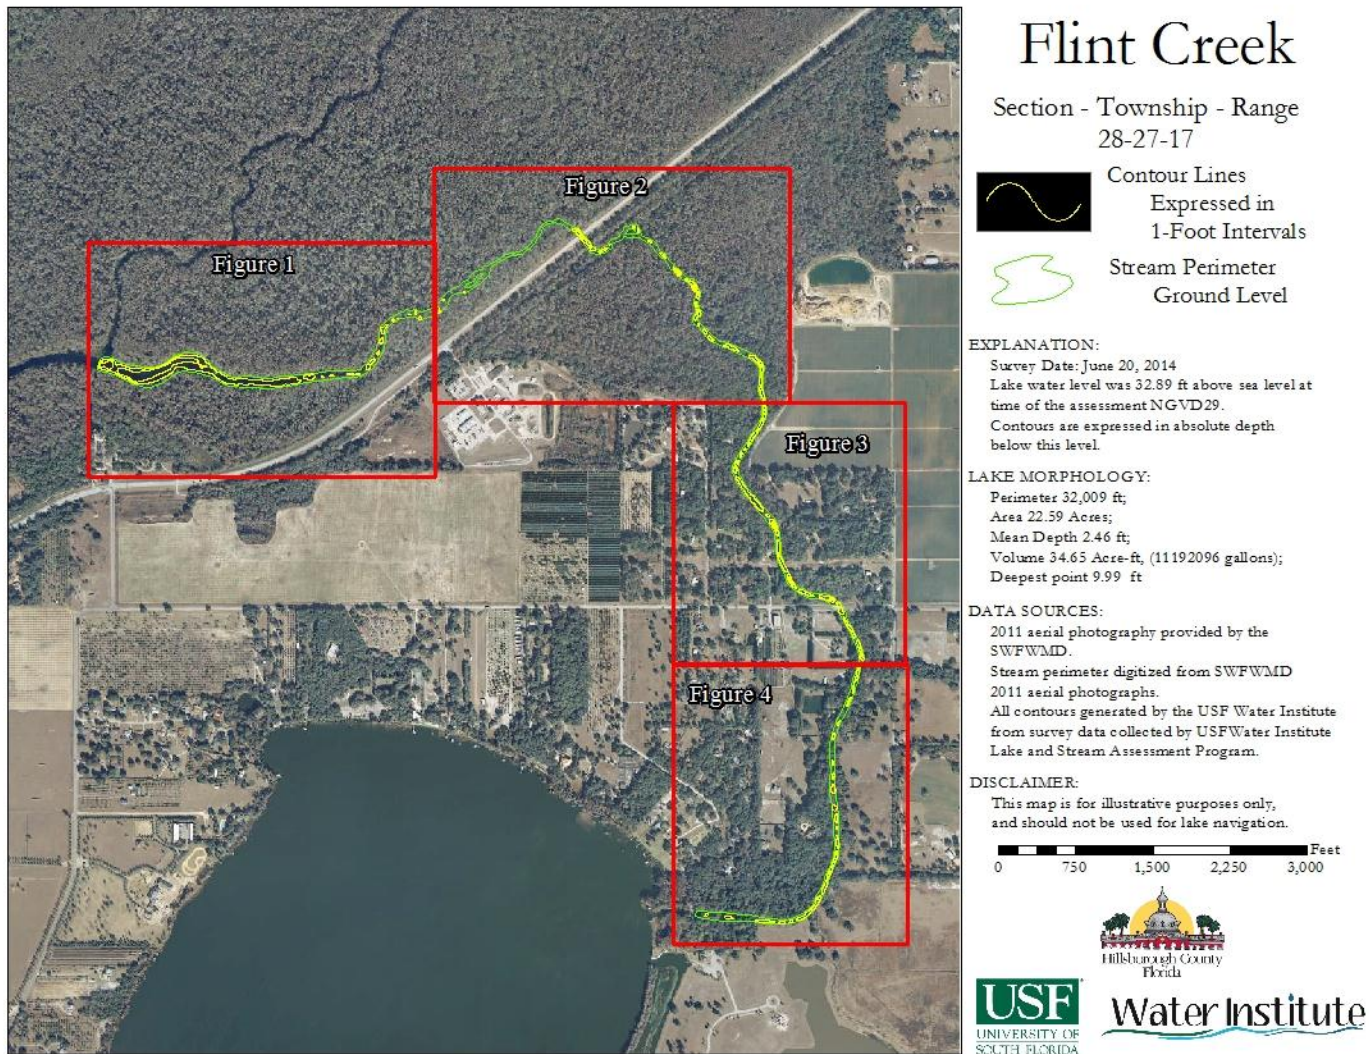 Flint Creek
Section - Township - Range
28-27-17
Contour Lines
Expressed in
1-Foot Intervals
Stream Perimeter
Ground Level
EXPLANATION:
Survey Date: June 20, 2014
Lake water level was 32.89 ft above sea level at
time of the assessment NGVD29.
Contours are expressed in absolute depth
below this level.
LAKE MORPHOLOGY:
Perimeter 32,009 ft;
Area 22.59 Acres;
Mean Depth 2.46 ft;
Volume 34.65 Acre-ft, (11192096 gallons);
Deepest point 9.99 ft
DATA SOURCES:
2011 aerial photography provided by the
SWFWMD.
Stream perimeter digitized from SWFWMD
2011 aerial photographs.
All contours generated by the USF Water Institute
from survey data collected by USFWater Institute
Lake and Stream Assessment Program.
DISCLAIMER:
This map is for illustrative purposes only,
and should not be used for lake navigation.
Feet
0 750 1,500 2,250 3,000
Hillsborough County
Florida
USF
UNIVERSITY OF
SOUTH FLORIDA
Water Institute
Figure 1
Figure 2
Figure 3
Figure 4